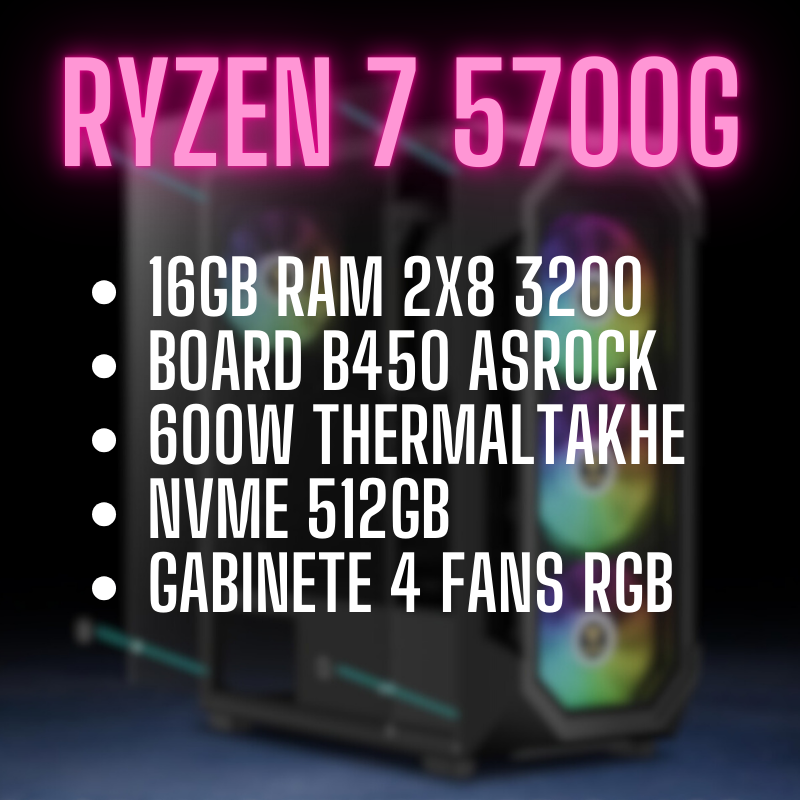 RYZEN 7 5700G
• 16GB RAM 2X8 3200
• BOARD B450 ASROCK
• 600W THERMALTAKHE
• NVME 512GB
• GABINETE 4 FANS RGB